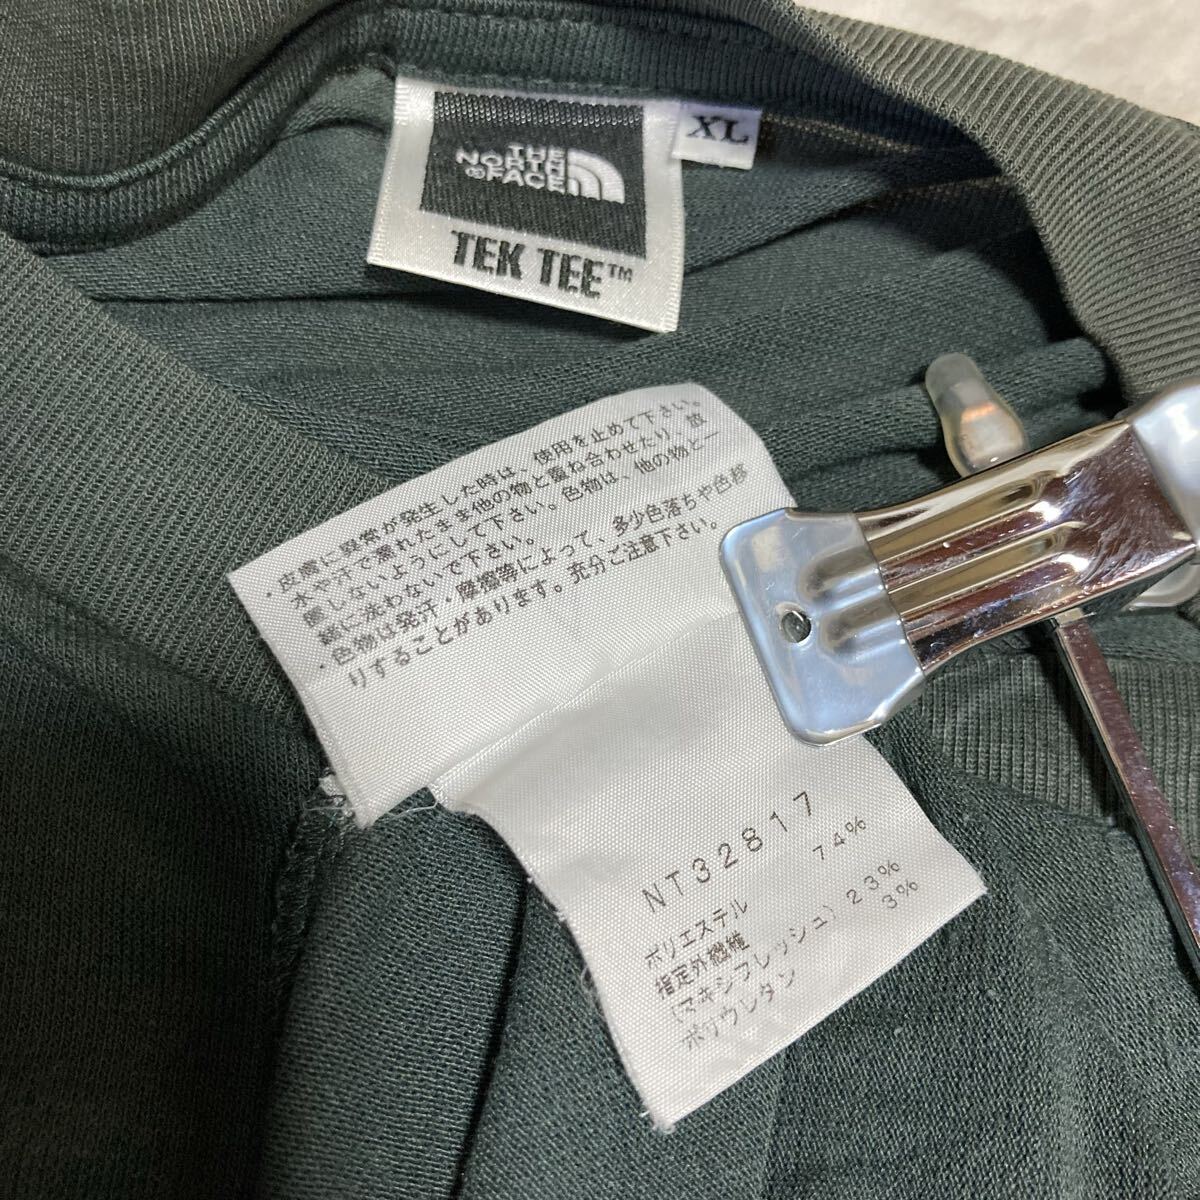 THE
NORTH
FACE
XL
TEK TEE™
・皮膚に異常が発生した時は、使用を止めて下さい。
水や汗で濡れたまま他の物と重ね合わせたり、放
置しないようにして下さい。色物は、他の物と一
緒に洗わないで下さい。
・色物は発汗・摩擦等によって、多少色落ちや色移
りすることがあります。充分ご注意下さい。
NT32817
ポリエステル 74%
指定外繊維
(マキシフレッシュ) 23%
ポリウレタン 3%